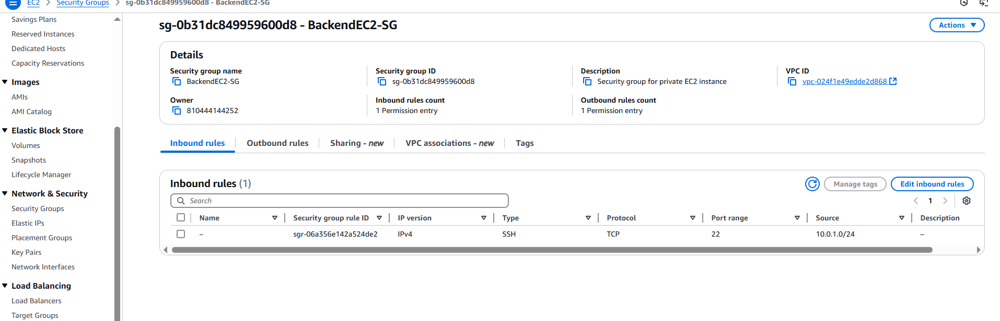 EC2 > Security Groups > sg-0b31dc849959600d8 - BackendEC2-SG
Savings Plans
Reserved Instances
Dedicated Hosts
Capacity Reservations
Images
AMIs
AMI Catalog
Elastic Block Store
Volumes
Snapshots
Lifecycle Manager
Network & Security
Security Groups
Elastic IPs
Placement Groups
Key Pairs
Network Interfaces
Load Balancing
Load Balancers
Target Groups
sg-0b31dc849959600d8 - BackendEC2-SG
Actions
Details
Security group name
BackendEC2-SG
Security group ID
sg-0b31dc849959600d8
Description
Security group for private EC2 instance
VPC ID
vpc-024f1e49edde2d868
Owner
810444144252
Inbound rules count
1 Permission entry
Outbound rules count
1 Permission entry
Inbound rules
Outbound rules
Sharing - new
VPC associations - new
Tags
Inbound rules (1)
Manage tags
Edit inbound rules
Search
1
Name Security group rule ID IP version Type Protocol Port range Source Description
– sgr-06a356e142a524de2 IPv4 SSH TCP 22 10.0.1.0/24 –